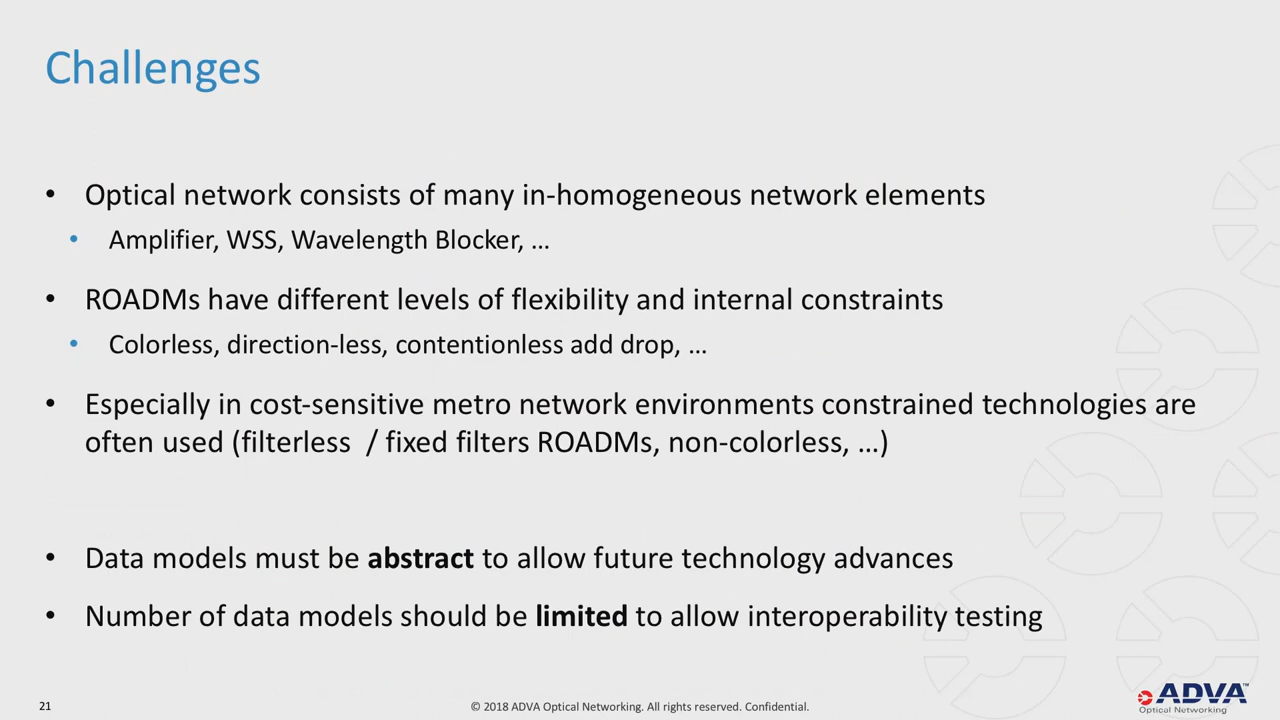 Challenges
• Optical network consists of many in-homogeneous network elements
• Amplifier, WSS, Wavelength Blocker, …
• ROADMs have different levels of flexibility and internal constraints
• Colorless, direction-less, contentionless add drop, …
• Especially in cost-sensitive metro network environments constrained technologies are
often used (filterless / fixed filters ROADMs, non-colorless, …)
• Data models must be abstract to allow future technology advances
• Number of data models should be limited to allow interoperability testing
21
© 2018 ADVA Optical Networking. All rights reserved. Confidential.
ADVA™
Optical Networking